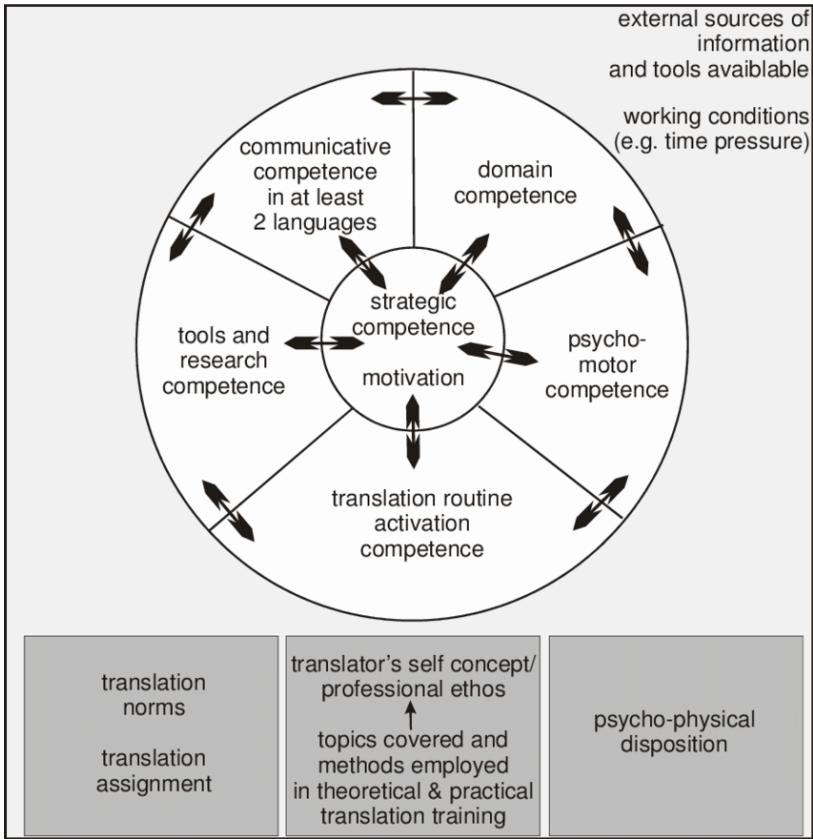 external sources of
information
and tools avaiblable
working conditions
(e.g. time pressure)
communicative
competence
in at least
2 languages
domain
competence
strategic
competence
motivation
tools and
research
competence
psycho-
motor
competence
translation routine
activation
competence
translation
norms
translation
assignment
translator's self concept/
professional ethos
topics covered and
methods employed
in theoretical & practical
translation training
psycho-physical
disposition